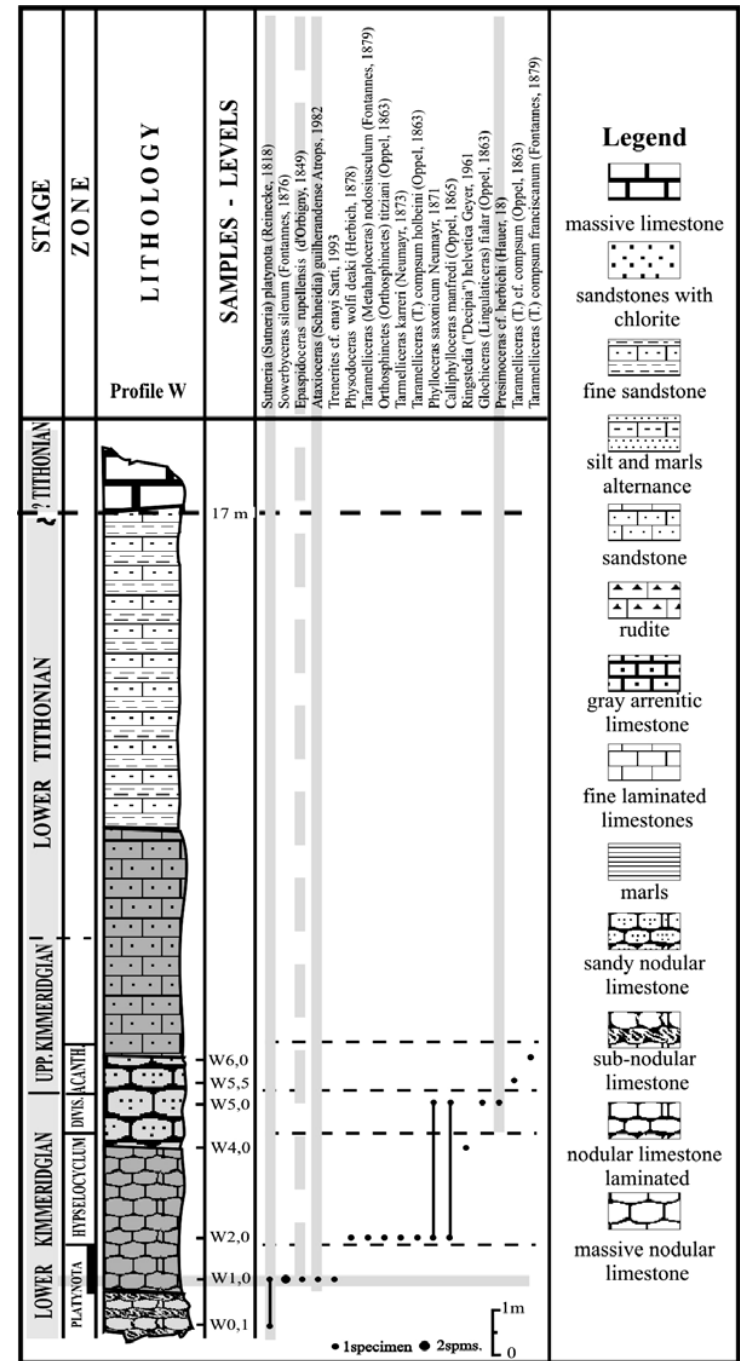 STAGE
ZONE
LITHOLOGY
Profile W
SAMPLES - LEVELS
Sutneria (Sutneria) platynota (Reinecke, 1818)
Sowerbyceras silenum (Fontannes, 1876)
Epaspidoceras rupellensis (d'Orbigny, 1849)
Ataxioceras (Schneidia) guilherandense Atrops, 1982
Trenerites cf. enayi Sarti, 1993
Physodoceras wolfi deaki (Herbich, 1878)
Taramelliceras (Metahaploceras) nodosiusculum (Fontannes, 1879)
Orthosphinctes (Orthosphinctes) titziani (Oppel, 1863)
Tarmelliceras karreri (Neumayr, 1873)
Taramelliceras (T.) compsum holbeini (Oppel, 1863)
Phylloceras saxonicum Neumayr, 1871
Calliphylloceras manfredi (Oppel, 1865)
Ringstedia ("Decipia") helvetica Geyer, 1961
Glochiceras (Lingulaticeras) fialar (Oppel, 1863)
Presimoceras cf. herbichi (Hauer, 18)
Taramelliceras (T.) cf. compsum (Oppel, 1863)
Taramelliceras (T.) compsum franciscanum (Fontannes, 1879)
? TITHONIAN
17 m
LOWER TITHONIAN
UPP. KIMMERIDGIAN
ACANTH.
W6,0
W5,5
LOWER KIMMERIDGIAN
DIVIS.
W5,0
HYPSELOCYCLUM
W4,0
W2,0
PLATYNOTA
W1,0
W0,1
1m
0
1specimen
2spms.
Legend
massive limestone
sandstones with
chlorite
fine sandstone
silt and marls
alternance
sandstone
rudite
gray arrenitic
limestone
fine laminated
limestones
marls
sandy nodular
limestone
sub-nodular
limestone
nodular limestone
laminated
massive nodular
limestone